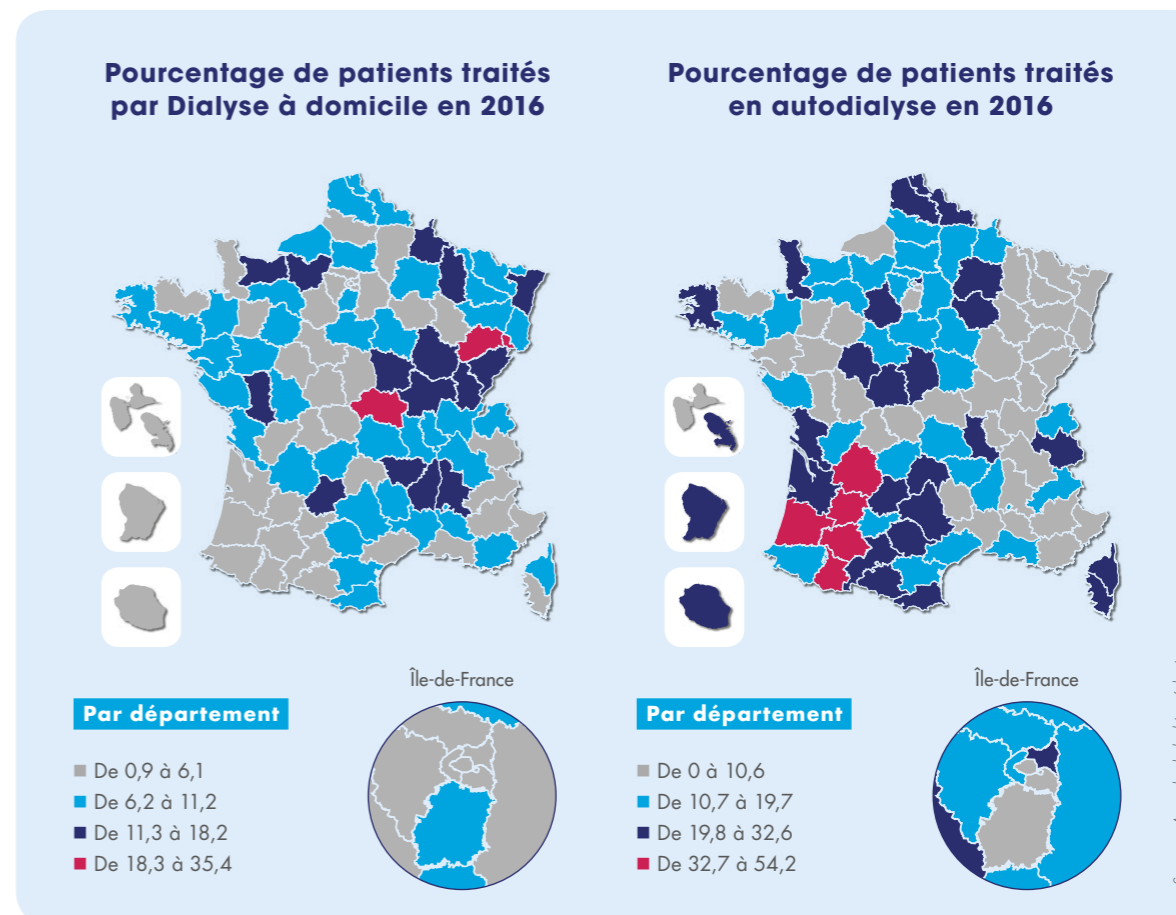 Pourcentage de patients traités
par Dialyse à domicile en 2016
Île-de-France
Par département
De 0,9 à 6,1
De 6,2 à 11,2
De 11,3 à 18,2
De 18,3 à 35,4
Pourcentage de patients traités
en autodialyse en 2016
Île-de-France
Par département
De 0 à 10,6
De 10,7 à 19,7
De 19,8 à 32,6
De 32,7 à 54,2